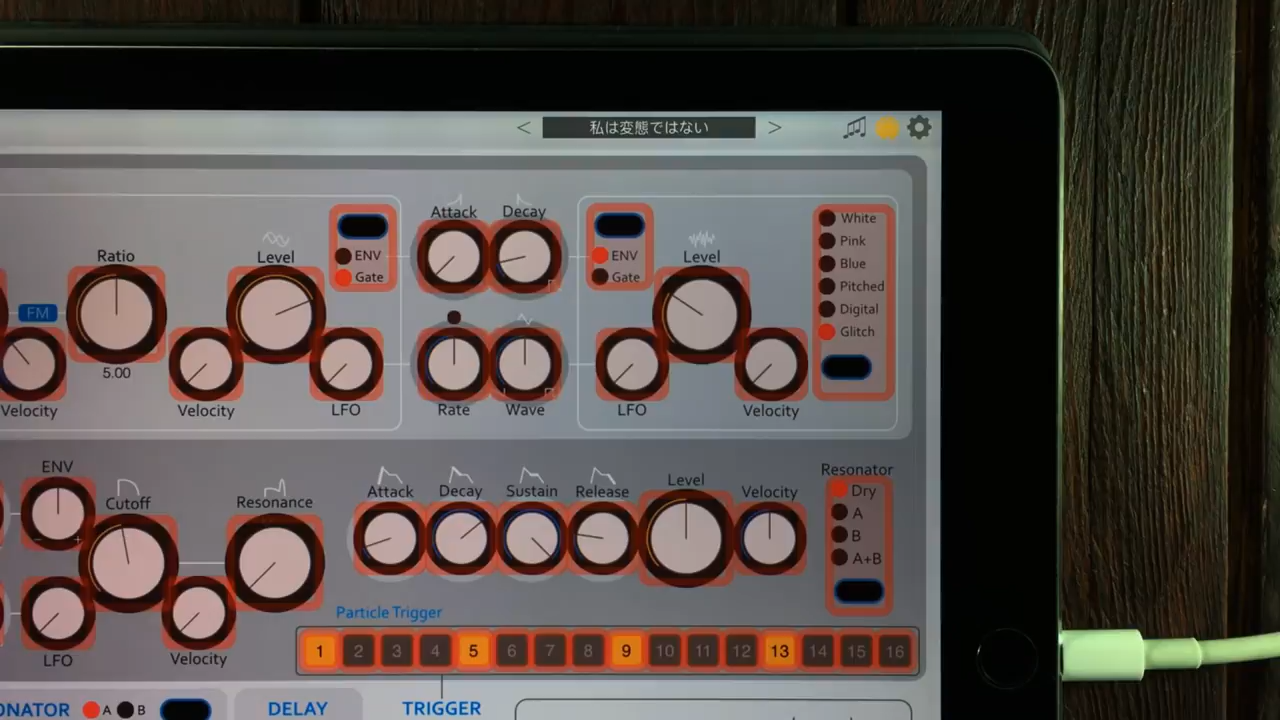 < 私は変態ではない >
Attack Decay
White
ENV ENV Pink
Ratio Level Level
Gate Gate Blue
Pitched
FM Digital
Glitch
5.00
Velocity Velocity LFO Rate Wave LFO Velocity
ENV
Cutoff Resonance Attack Decay Sustain Release Level Velocity Resonator
Dry
A
B
A+B
Particle Trigger
LFO Velocity
1 2 3 4 5 6 7 8 9 10 11 12 13 14 15 16
ONATOR A B DELAY TRIGGER